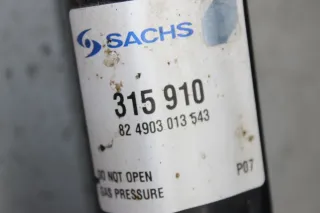 SACHS
315 910
82 4903 013 543
DO NOT OPEN
GAS PRESSURE P07